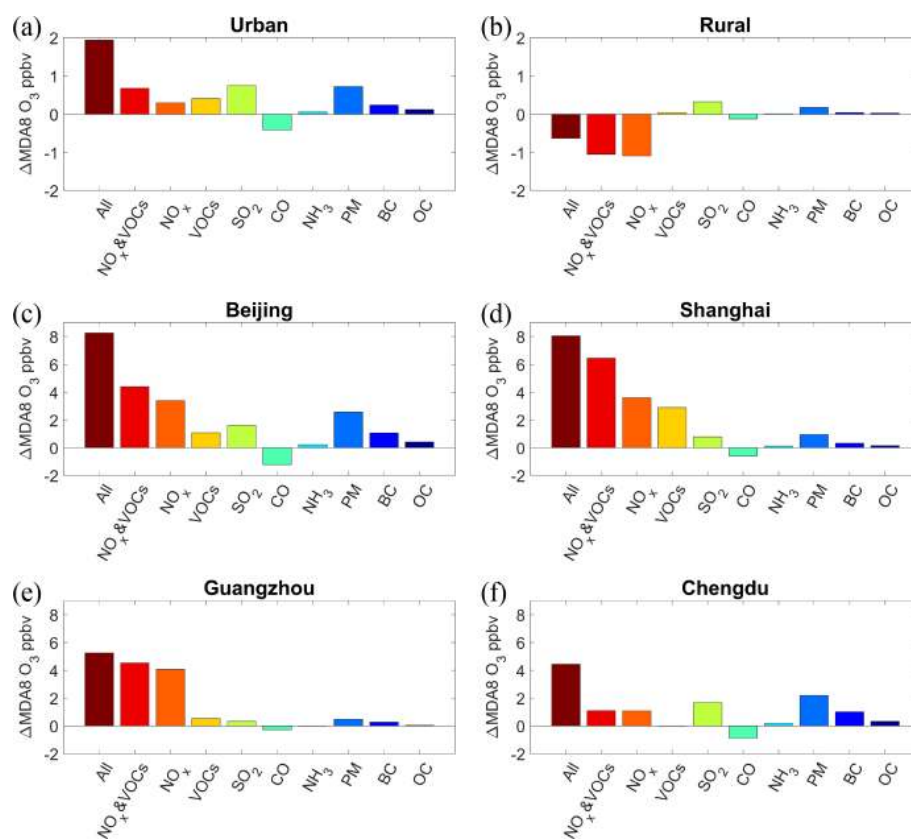 (a) Urban
ΔMDA8 O₃ ppbv
2
1
0
-1
-2
All NOₓ&VOCs NOₓ VOCs SO₂ CO NH₃ PM BC OC
(b) Rural
ΔMDA8 O₃ ppbv
2
1
0
-1
-2
All NOₓ&VOCs NOₓ VOCs SO₂ CO NH₃ PM BC OC
(c) Beijing
ΔMDA8 O₃ ppbv
8
6
4
2
0
-2
All NOₓ&VOCs NOₓ VOCs SO₂ CO NH₃ PM BC OC
(d) Shanghai
ΔMDA8 O₃ ppbv
8
6
4
2
0
-2
All NOₓ&VOCs NOₓ VOCs SO₂ CO NH₃ PM BC OC
(e) Guangzhou
ΔMDA8 O₃ ppbv
8
6
4
2
0
-2
All NOₓ&VOCs NOₓ VOCs SO₂ CO NH₃ PM BC OC
(f) Chengdu
ΔMDA8 O₃ ppbv
8
6
4
2
0
-2
All NOₓ&VOCs NOₓ VOCs SO₂ CO NH₃ PM BC OC